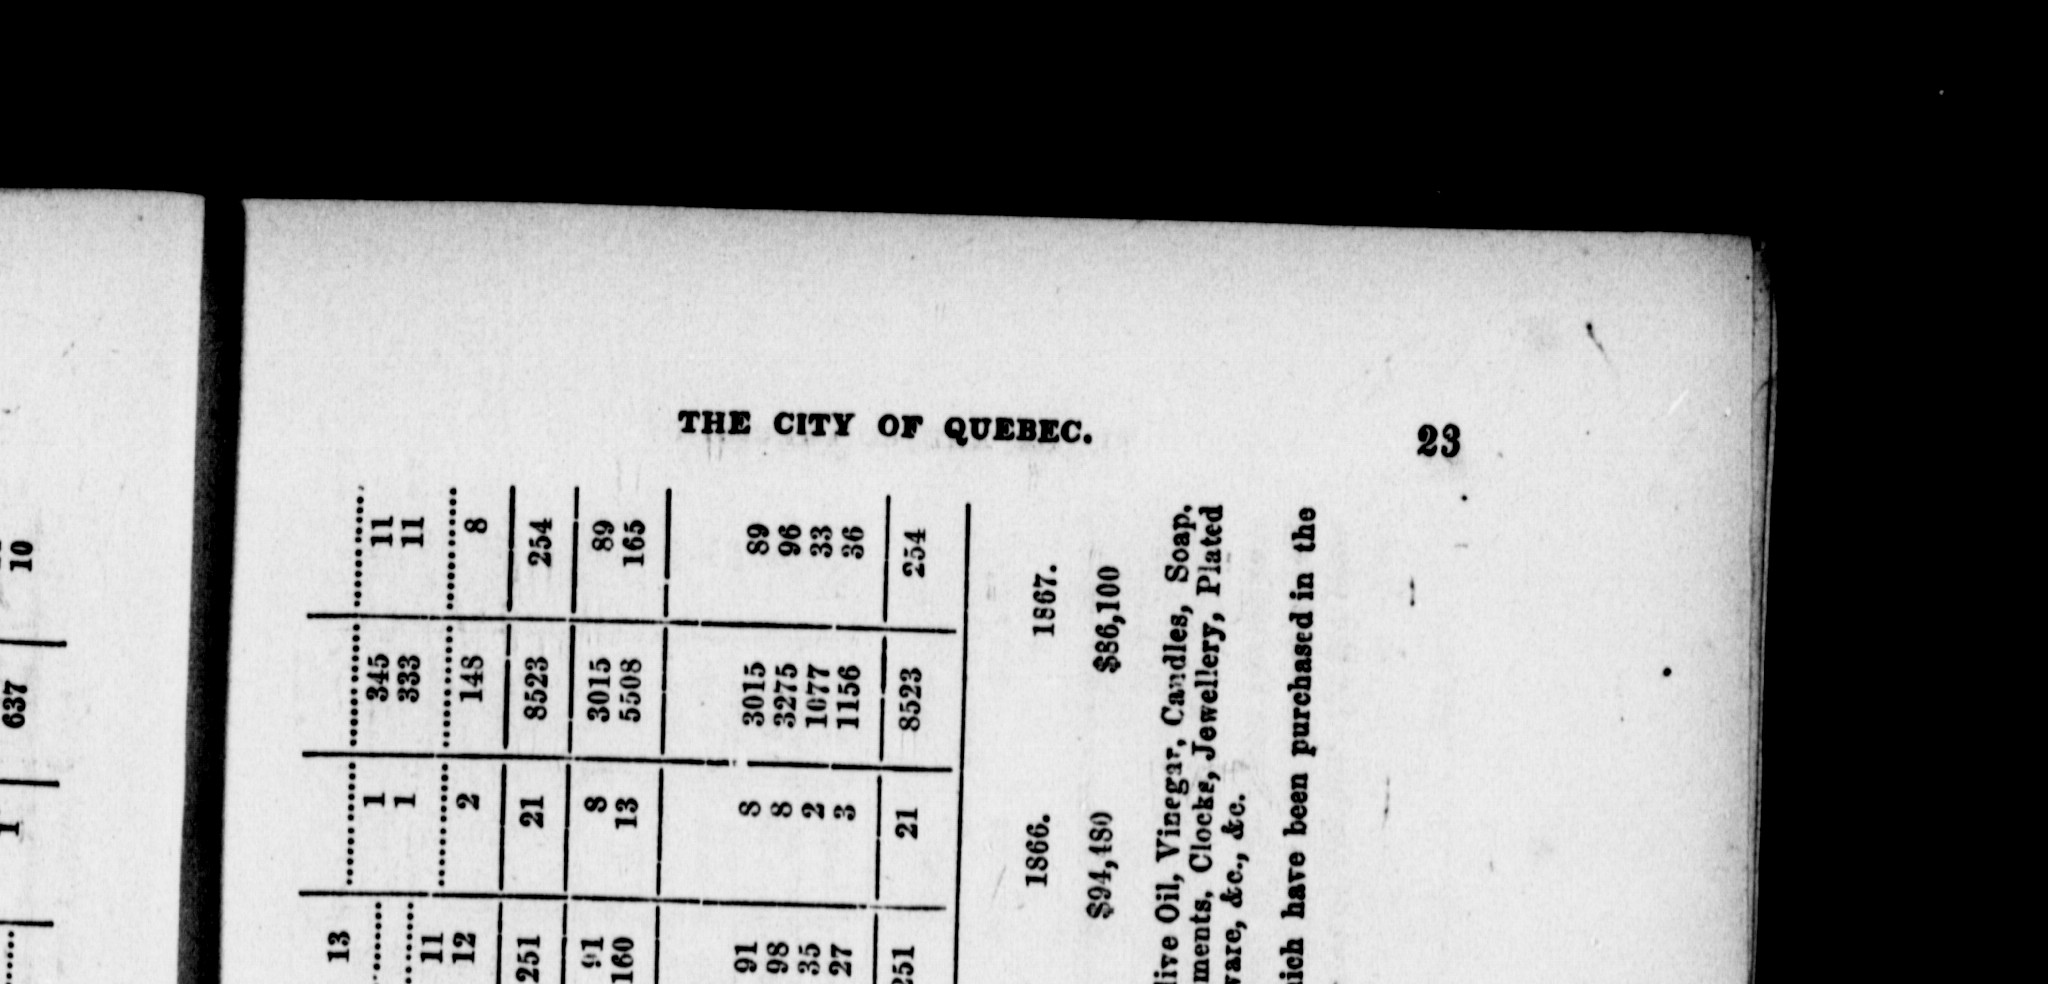 1 637 10
THE CITY OF QUEBEC.
23
13 ........ ........ ........
........ 1 345 11
........ 1 333 11
11 ........ ........ ........
12 2 148 8
251 21 8523 254
91 8 3015 89
160 13 5508 165
91 8 3015 89
98 8 3275 96
35 2 1077 33
27 3 1156 36
251 21 8523 254
1866. 1867.
$94,480 $86,100
live Oil, Vinegar, Candles, Soap.
ments, Clocks, Jewellery, Plated
ware, &c., &c.
hich have been purchased in the